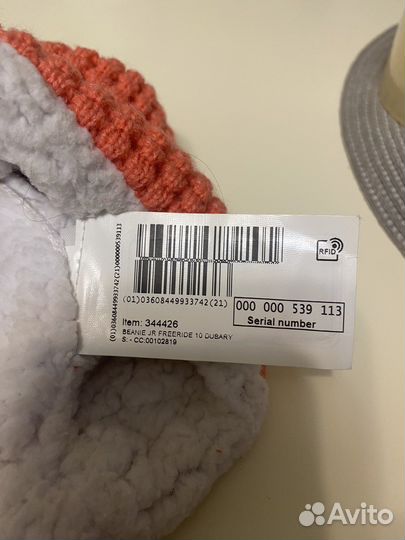 (01)03608449933742(21)000000539113
RFID
(01)03608449933742(21)
000 000 539 113
Serial number
Item: 344426
BEANIE JR FREERIDE 10 DUBARY
S: - CC:00102819
Avito